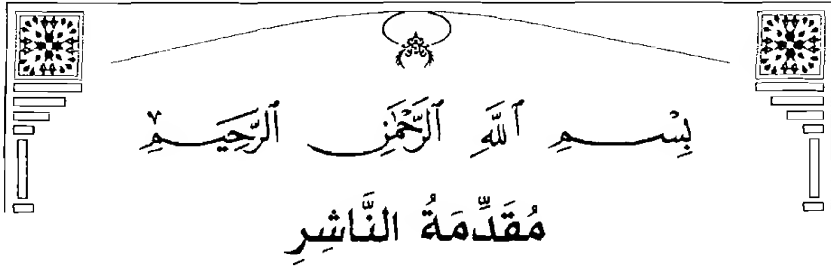 بِسْمِ ٱللَّهِ ٱلرَّحْمَٰنِ ٱلرَّحِيمِ
مُقَدِّمَةُ النَّاشِرِ